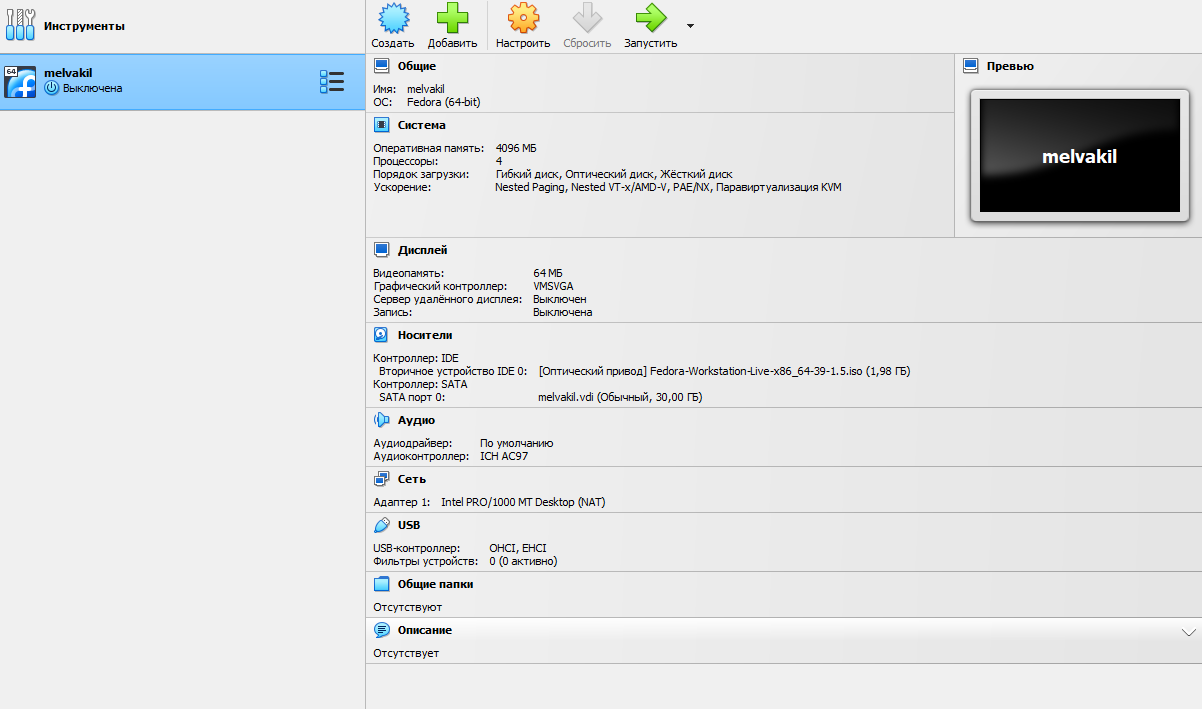 Инструменты
Создать Добавить Настроить Сбросить Запустить
64
melvakil
Выключена
Общие
Имя: melvakil
ОС: Fedora (64-bit)
Превью
melvakil
Система
Оперативная память: 4096 МБ
Процессоры: 4
Порядок загрузки: Гибкий диск, Оптический диск, Жёсткий диск
Ускорение: Nested Paging, Nested VT-x/AMD-V, PAE/NX, Паравиртуализация KVM
Дисплей
Видеопамять: 64 МБ
Графический контроллер: VMSVGA
Сервер удалённого дисплея: Выключен
Запись: Выключена
Носители
Контроллер: IDE
Вторичное устройство IDE 0: [Оптический привод] Fedora-Workstation-Live-x86_64-39-1.5.iso (1,98 ГБ)
Контроллер: SATA
SATA порт 0: melvakil.vdi (Обычный, 30,00 ГБ)
Аудио
Аудиодрайвер: По умолчанию
Аудиоконтроллер: ICH AC97
Сеть
Адаптер 1: Intel PRO/1000 MT Desktop (NAT)
USB
USB-контроллер: OHCI, EHCI
Фильтры устройств: 0 (0 активно)
Общие папки
Отсутствуют
Описание
Отсутствует